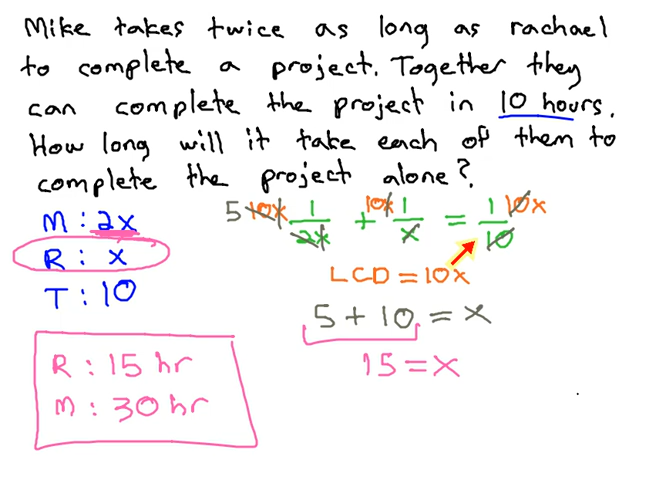 Mike takes twice as long as rachael
to complete a project. Together they
can complete the project in 10 hours.
How long will it take each of them to
complete the project alone?
M : 2x
R : x
T : 10
5 10x 1/2x + 10x 1/x = 1/10 10x
LCD = 10x
5 + 10 = x
15 = x
R : 15 hr
M : 30 hr